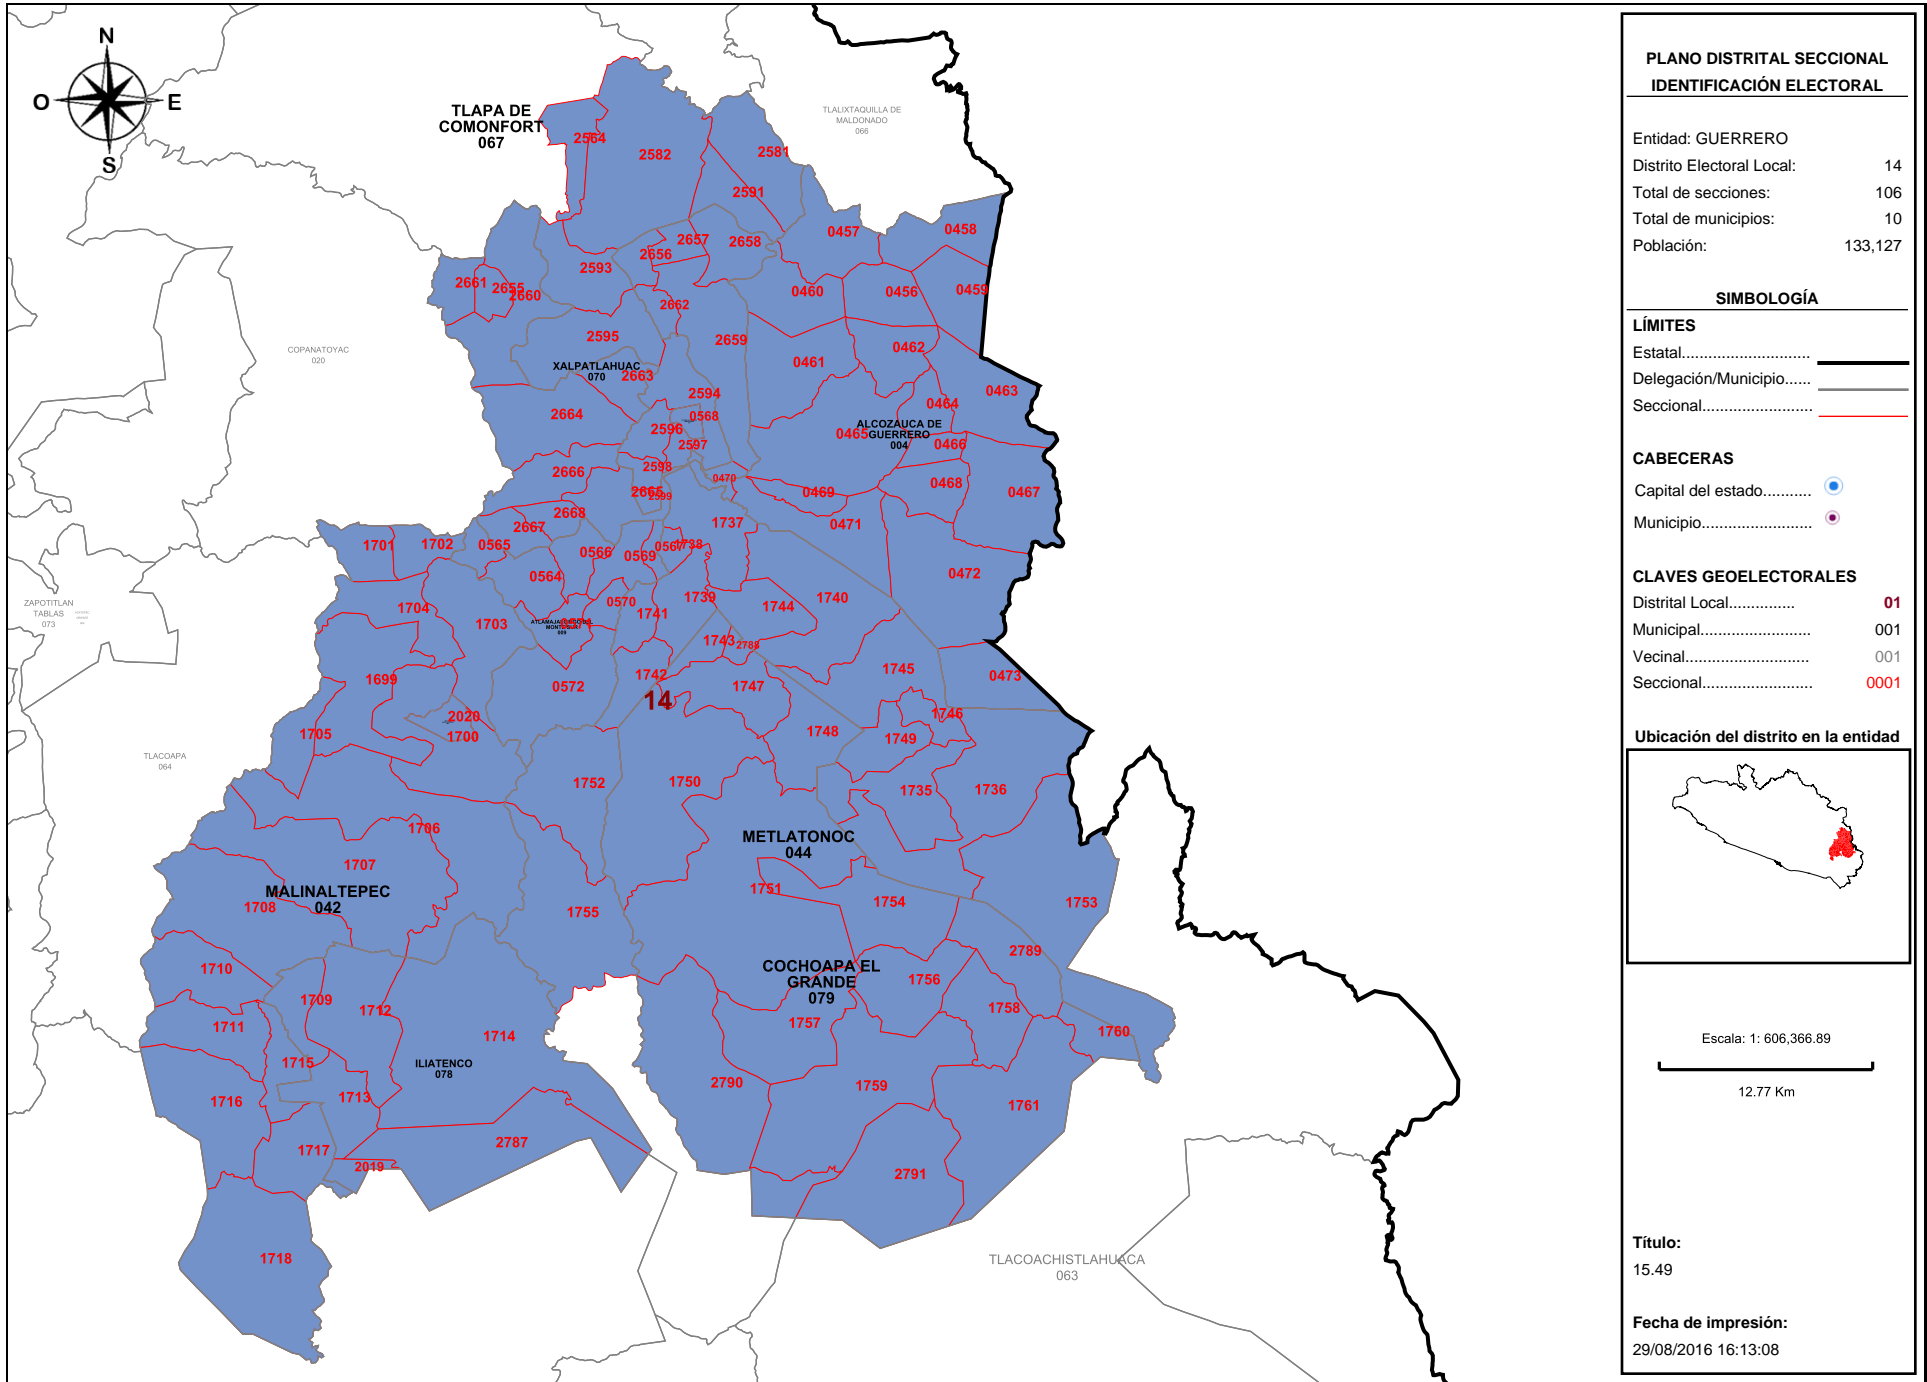 N
O
E
S
TLAPA DE
COMONFORT
067
TLALIXTAQUILLA DE
MALDONADO
066
2564
2582
2581
2591
0457
0458
2657
2658
2656
2593
2661
2655
2660
0460
0456
0459
2662
2595
2659
0461
0462
COPANATOYAC
020
XALPATLAHUAC
070
2663
2594
0463
0464
2664
0568
2596
2597
0465
ALCOZAUCA DE
GUERRERO
004
0466
2666
2598
0470
0468
0467
2665
2599
0469
2668
2667
1737
0471
1701
1702
0565
0566
0569
0567
1738
0564
0472
ZAPOTITLAN
TABLAS
073
1704
0570
1739
1744
1740
1703
1741
ATLAMAJALCINGO DEL
MONTE
009
1743
2788
1699
0572
1742
1747
1745
0473
14
2020
1700
1746
1705
1748
1749
TLACOAPA
064
1752
1750
1735
1736
1706
METLATONOC
044
1707
MALINALTEPEC
042
1708
1751
1754
1753
1755
2789
1710
COCHOAPA EL
GRANDE
079
1756
1709
1712
1758
1711
1714
1757
1760
1715
ILIATENCO
078
2790
1759
1716
1713
1761
1717
2787
2019
2791
1718
TLACOACHISTLAHUACA
063
PLANO DISTRITAL SECCIONAL
IDENTIFICACIÓN ELECTORAL
Entidad: GUERRERO
Distrito Electoral Local: 14
Total de secciones: 106
Total de municipios: 10
Población: 133,127
SIMBOLOGÍA
LÍMITES
Estatal............................
Delegación/Municipio......
Seccional.........................
CABECERAS
Capital del estado...........
Municipio.........................
CLAVES GEOELECTORALES
Distrital Local............... 01
Municipal......................... 001
Vecinal............................ 001
Seccional......................... 0001
Ubicación del distrito en la entidad
Escala: 1: 606,366.89
12.77 Km
Título:
15.49
Fecha de impresión:
29/08/2016 16:13:08